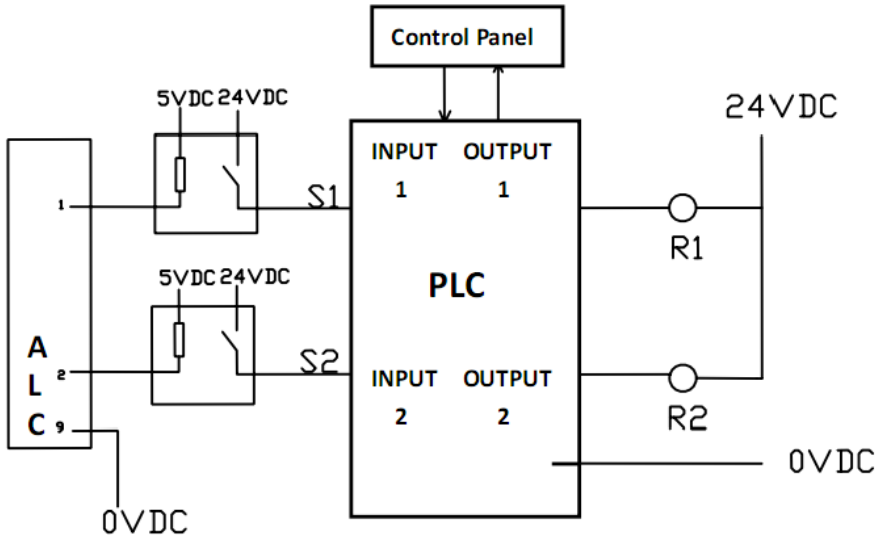 Control Panel
5VDC 24VDC
24VDC
INPUT OUTPUT
1 1
1
S1
R1
PLC
5VDC 24VDC
A
L
C
2
S2
INPUT OUTPUT
2 2
R2
9
0VDC
0VDC